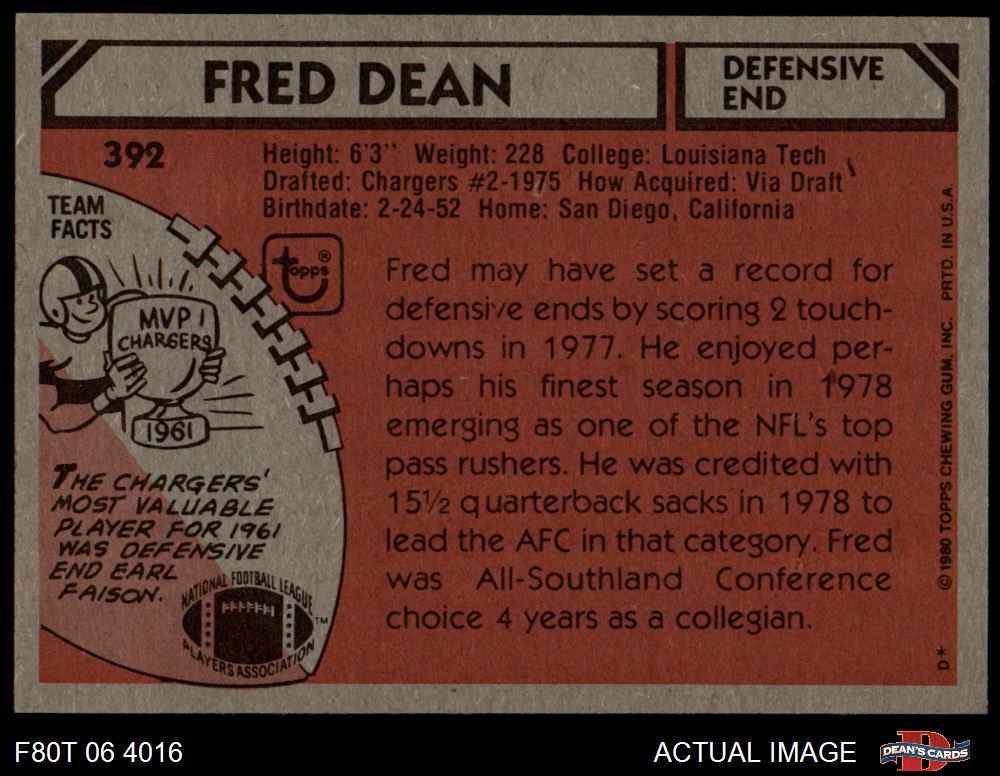 FRED DEAN
DEFENSIVE
END
392
Height: 6'3" Weight: 228 College: Louisiana Tech
Drafted: Chargers #2-1975 How Acquired: Via Draft
Birthdate: 2-24-52 Home: San Diego, California
TEAM
FACTS
topps®
MVP
CHARGERS
1961
THE CHARGERS'
MOST VALUABLE
PLAYER FOR 1961
WAS DEFENSIVE
END EARL
FAISON.
NATIONAL FOOTBALL LEAGUE
PLAYERS ASSOCIATION™
Fred may have set a record for
defensive ends by scoring 2 touch-
downs in 1977. He enjoyed per-
haps his finest season in 1978
emerging as one of the NFL's top
pass rushers. He was credited with
15½ quarterback sacks in 1978 to
lead the AFC in that category. Fred
was All-Southland Conference
choice 4 years as a collegian.
© 1980 TOPPS CHEWING GUM, INC. PRTD. IN U.S.A.
D*
F80T 06 4016
ACTUAL IMAGE
D
DEAN'S CARDS